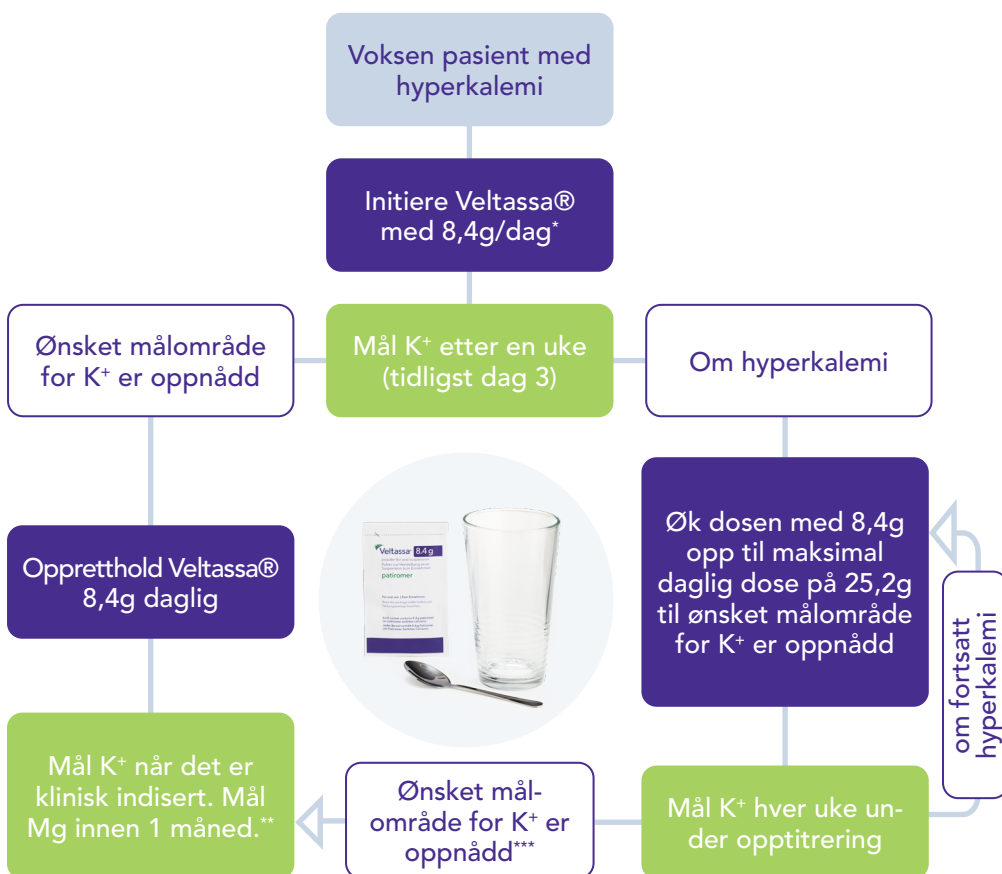 Voksen pasient med
hyperkalemi
Initiere Veltassa®
med 8,4g/dag*
Ønsket målområde
for K⁺ er oppnådd
Mål K⁺ etter en uke
(tidligst dag 3)
Om hyperkalemi
Oppretthold Veltassa®
8,4g daglig
Veltassa® 8.4 g
patiromer
Øk dosen med 8,4g
opp til maksimal
daglig dose på 25,2g
til ønsket målområde
for K⁺ er oppnådd
om fortsatt
hyperkalemi
Mål K⁺ når det er
klinisk indisert. Mål
Mg innen 1 måned.**
Ønsket mål-
område for K⁺ er
oppnådd***
Mål K⁺ hver uke un-
der opptitrering